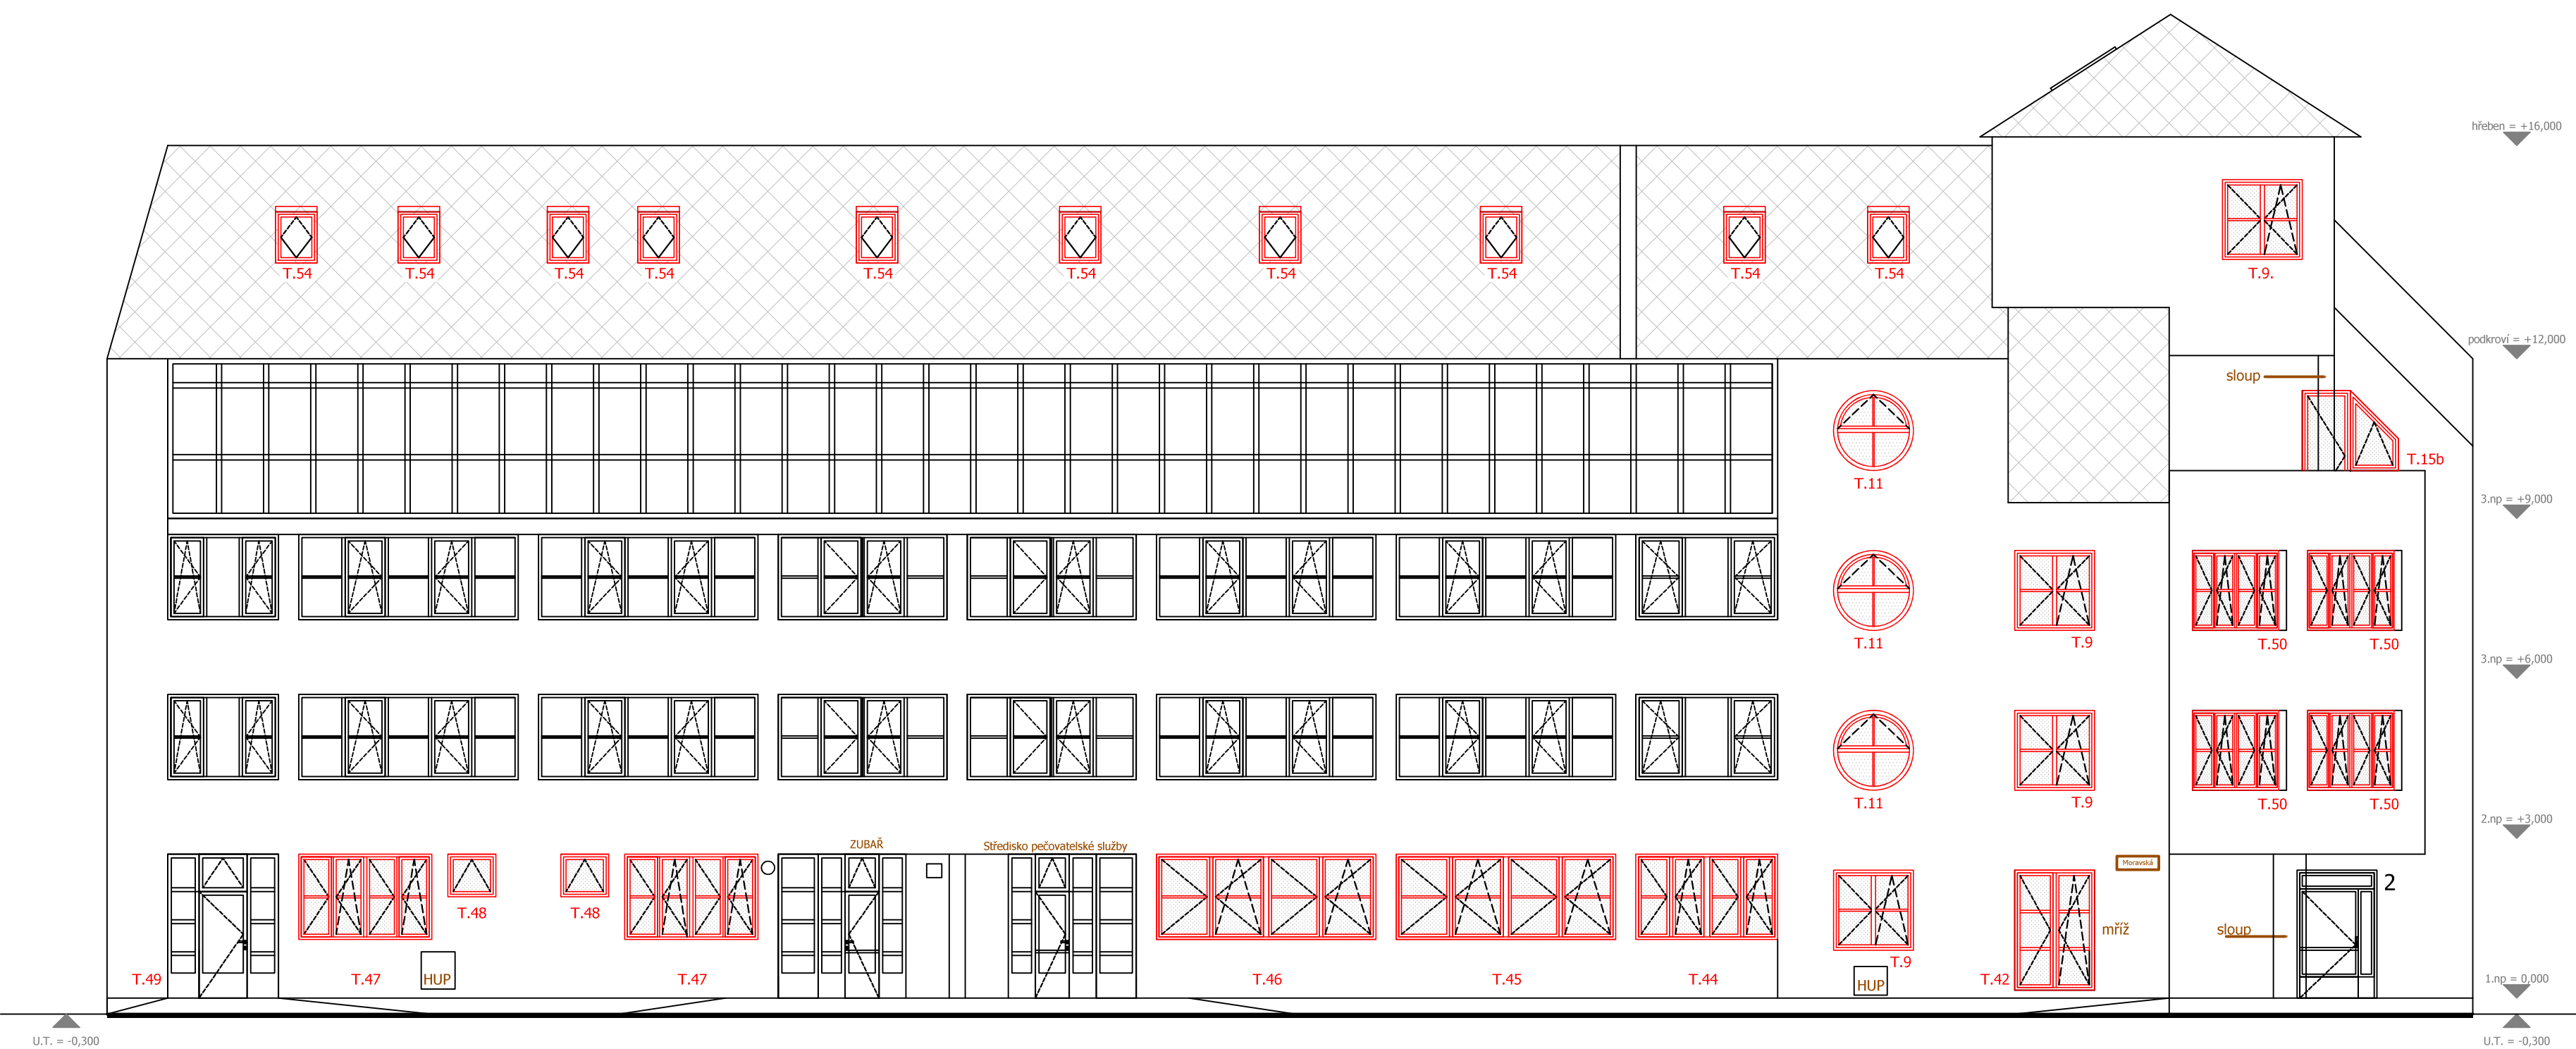 hřeben = +16,000
T.54 T.54 T.54 T.54 T.54 T.54 T.54 T.54 T.54 T.54 T.9.
podkroví = +12,000
sloup
T.15b
T.11
3.np = +9,000
T.11 T.9 T.50 T.50
3.np = +6,000
T.11 T.9 T.50 T.50
2.np = +3,000
ZUBAŘ
Středisko pečovatelské služby
Moravská
2
T.48 T.48
mříž
sloup
T.9
T.49 T.47 HUP T.47 T.46 T.45 T.44 HUP T.42
1.np = 0,000
U.T. = -0,300 U.T. = -0,300